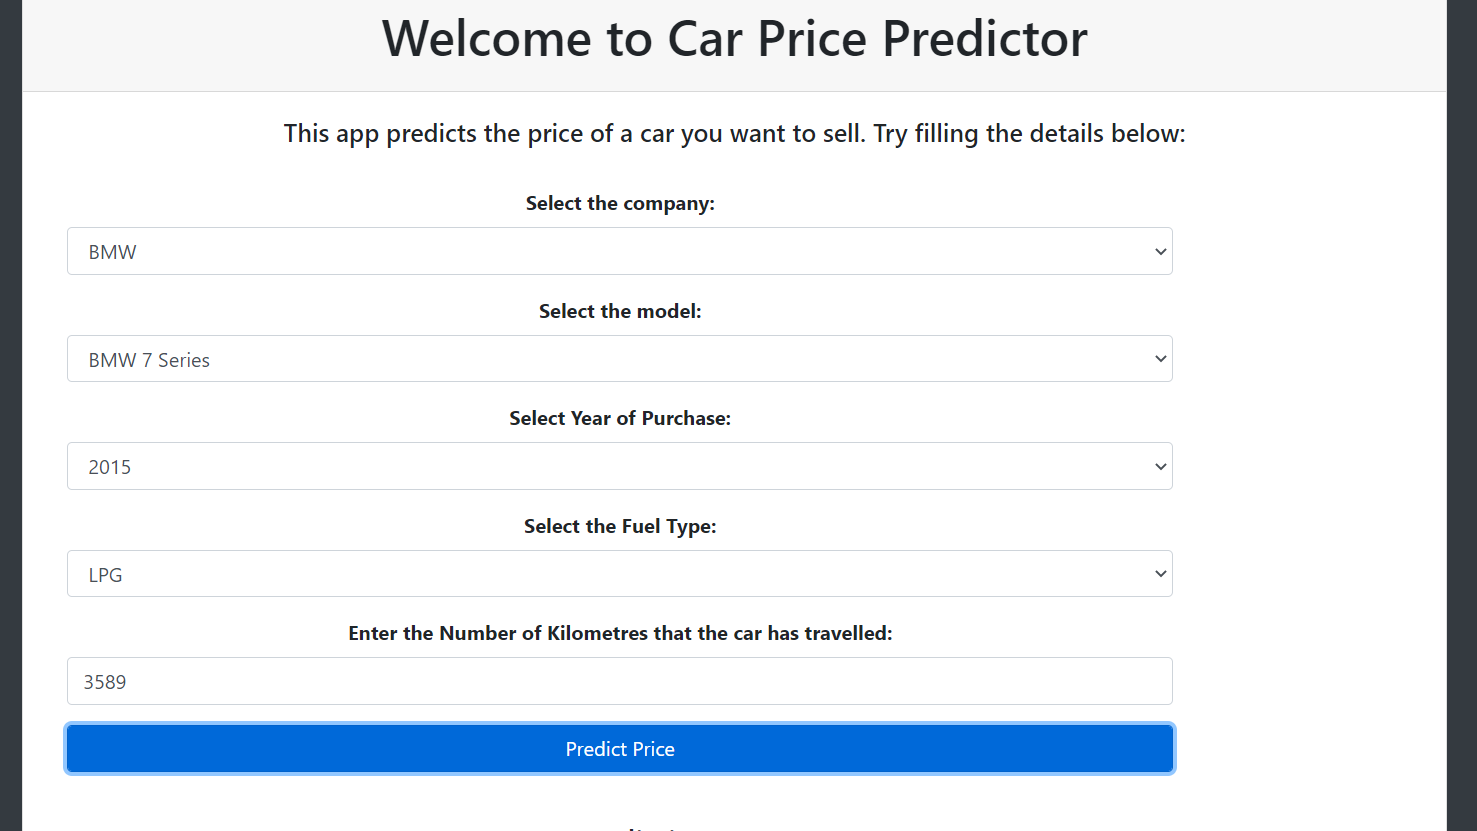 Welcome to Car Price Predictor
This app predicts the price of a car you want to sell. Try filling the details below:
Select the company:
BMW
Select the model:
BMW 7 Series
Select Year of Purchase:
2015
Select the Fuel Type:
LPG
Enter the Number of Kilometres that the car has travelled:
3589
Predict Price